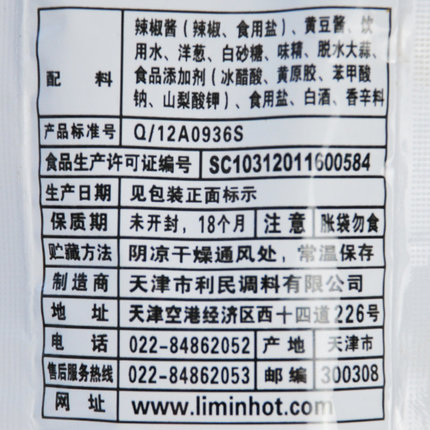 配料 辣椒酱（辣椒、食用盐）、黄豆酱、饮
用水、洋葱、白砂糖、味精、脱水大蒜、
食品添加剂（冰醋酸、黄原胶、苯甲酸
钠、山梨酸钾）、食用盐、白酒、香辛料
产品标准号 Q/12A0936S
食品生产许可证编号 SC10312011600584
生产日期 见包装正面标示
保质期 未开封，18个月 注意 胀袋勿食
贮藏方法 阴凉干燥通风处，常温保存
制造商 天津市利民调料有限公司
地址 天津空港经济区西十四道226号
电话 022-84862052 产地 天津市
售后服务热线 022-84862053 邮编 300308
网址 www.liminhot.com